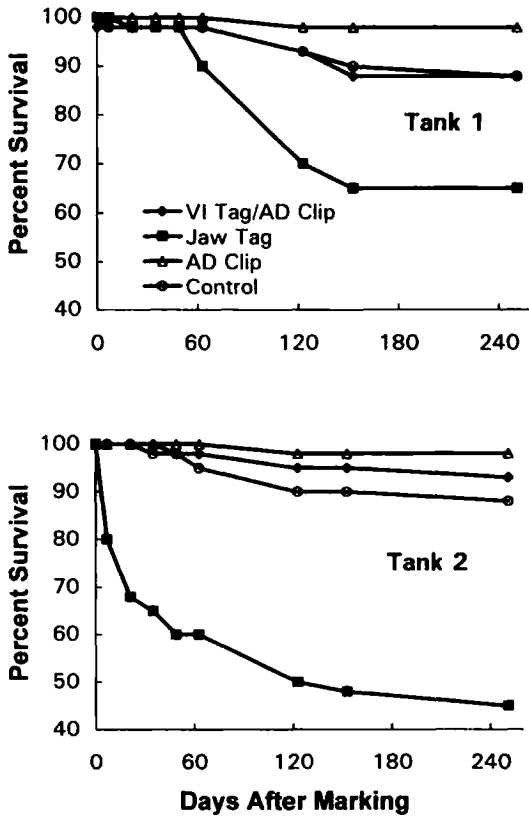 100
90
80
70
60
50
40
Percent Survival
Tank 1
VI Tag/AD Clip
Jaw Tag
AD Clip
Control
0 60 120 180 240
100
90
80
70
60
50
40
Percent Survival
Tank 2
0 60 120 180 240
Days After Marking